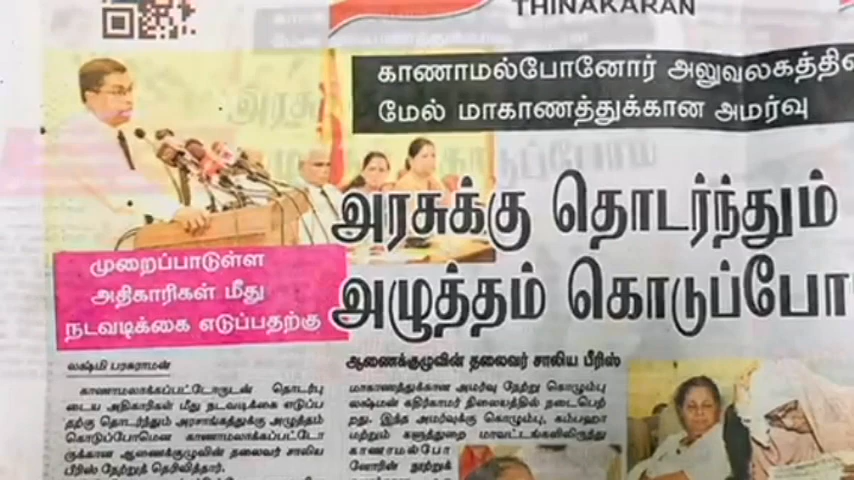 THINAKARAN
காணாமல்போனோர் அலுவலகத்தின்
மேல் மாகாணத்துக்கான அமர்வு
அரசுக்கு தொடர்ந்தும்
அழுத்தம் கொடுப்போ
முறைப்பாடுள்ள
அதிகாரிகள் மீது
நடவடிக்கை எடுப்பதற்கு
லக்ஷ்மி பரசுராமன்
காணாமலாக்கப்பட்டோருடன் தொடர்பு
டைய அதிகாரிகள் மீது நடவடிக்கை எடுப்ப
தற்கு தொடர்ந்தும் அரசாங்கத்துக்கு அழுத்தம்
கொடுப்போமென காணாமலாக்கப்பட்டோ
ருக்கான ஆணைக்குழுவின் தலைவர் சாலிய
பீரிஸ் நேற்றுத் தெரிவித்தார்.
ஆணைக்குழுவின் தலைவர் சாலிய பீரிஸ்
மாகாணத்துக்கான அமர்வு நேற்று கொழும்பு
லக்ஷ்மன் கதிர்காமர் நிலையத்தில் நடைபெற்
றது. இந்த அமர்வுக்கு கொழும்பு, கம்பஹா
மற்றும் களுத்துறை மாவட்டங்களிலிருந்து
காணாமல்போ
னோரின் நூற்றுக்